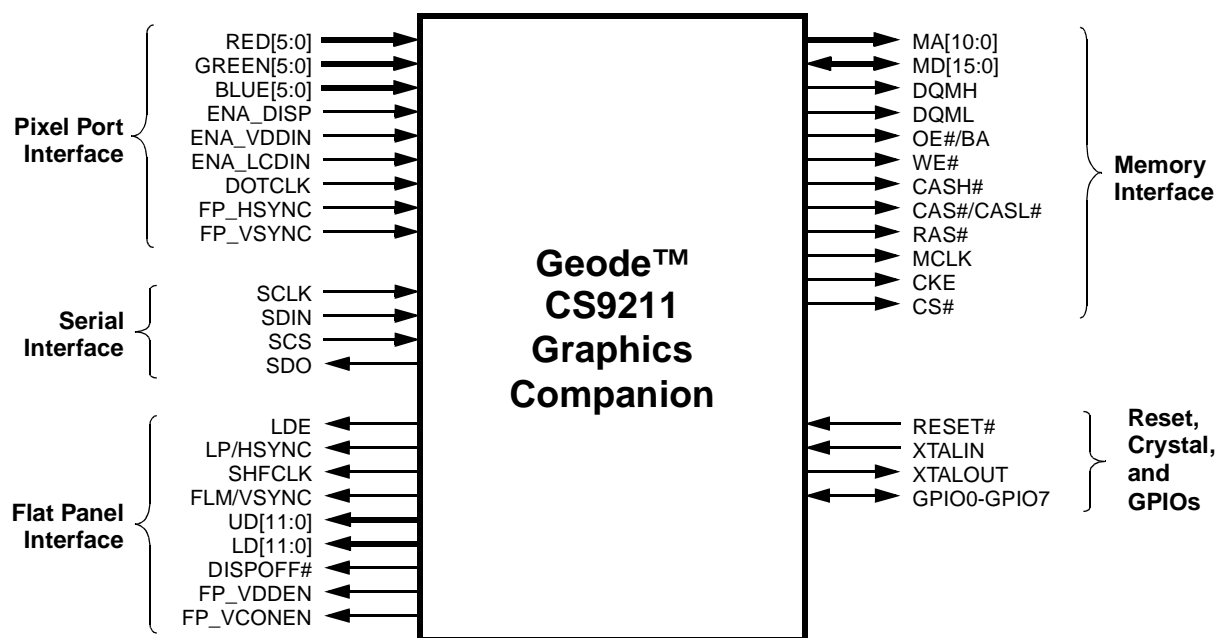 Pixel Port
Interface
RED[5:0]
GREEN[5:0]
BLUE[5:0]
ENA_DISP
ENA_VDDIN
ENA_LCDIN
DOTCLK
FP_HSYNC
FP_VSYNC
Serial
Interface
SCLK
SDIN
SCS
SDO
Flat Panel
Interface
LDE
LP/HSYNC
SHFCLK
FLM/VSYNC
UD[11:0]
LD[11:0]
DISPOFF#
FP_VDDEN
FP_VCONEN
Geode™
CS9211
Graphics
Companion
MA[10:0]
MD[15:0]
DQMH
DQML
OE#/BA
WE#
CASH#
CAS#/CASL#
RAS#
MCLK
CKE
CS#
Memory
Interface
RESET#
XTALIN
XTALOUT
GPIO0-GPIO7
Reset,
Crystal,
and
GPIOs